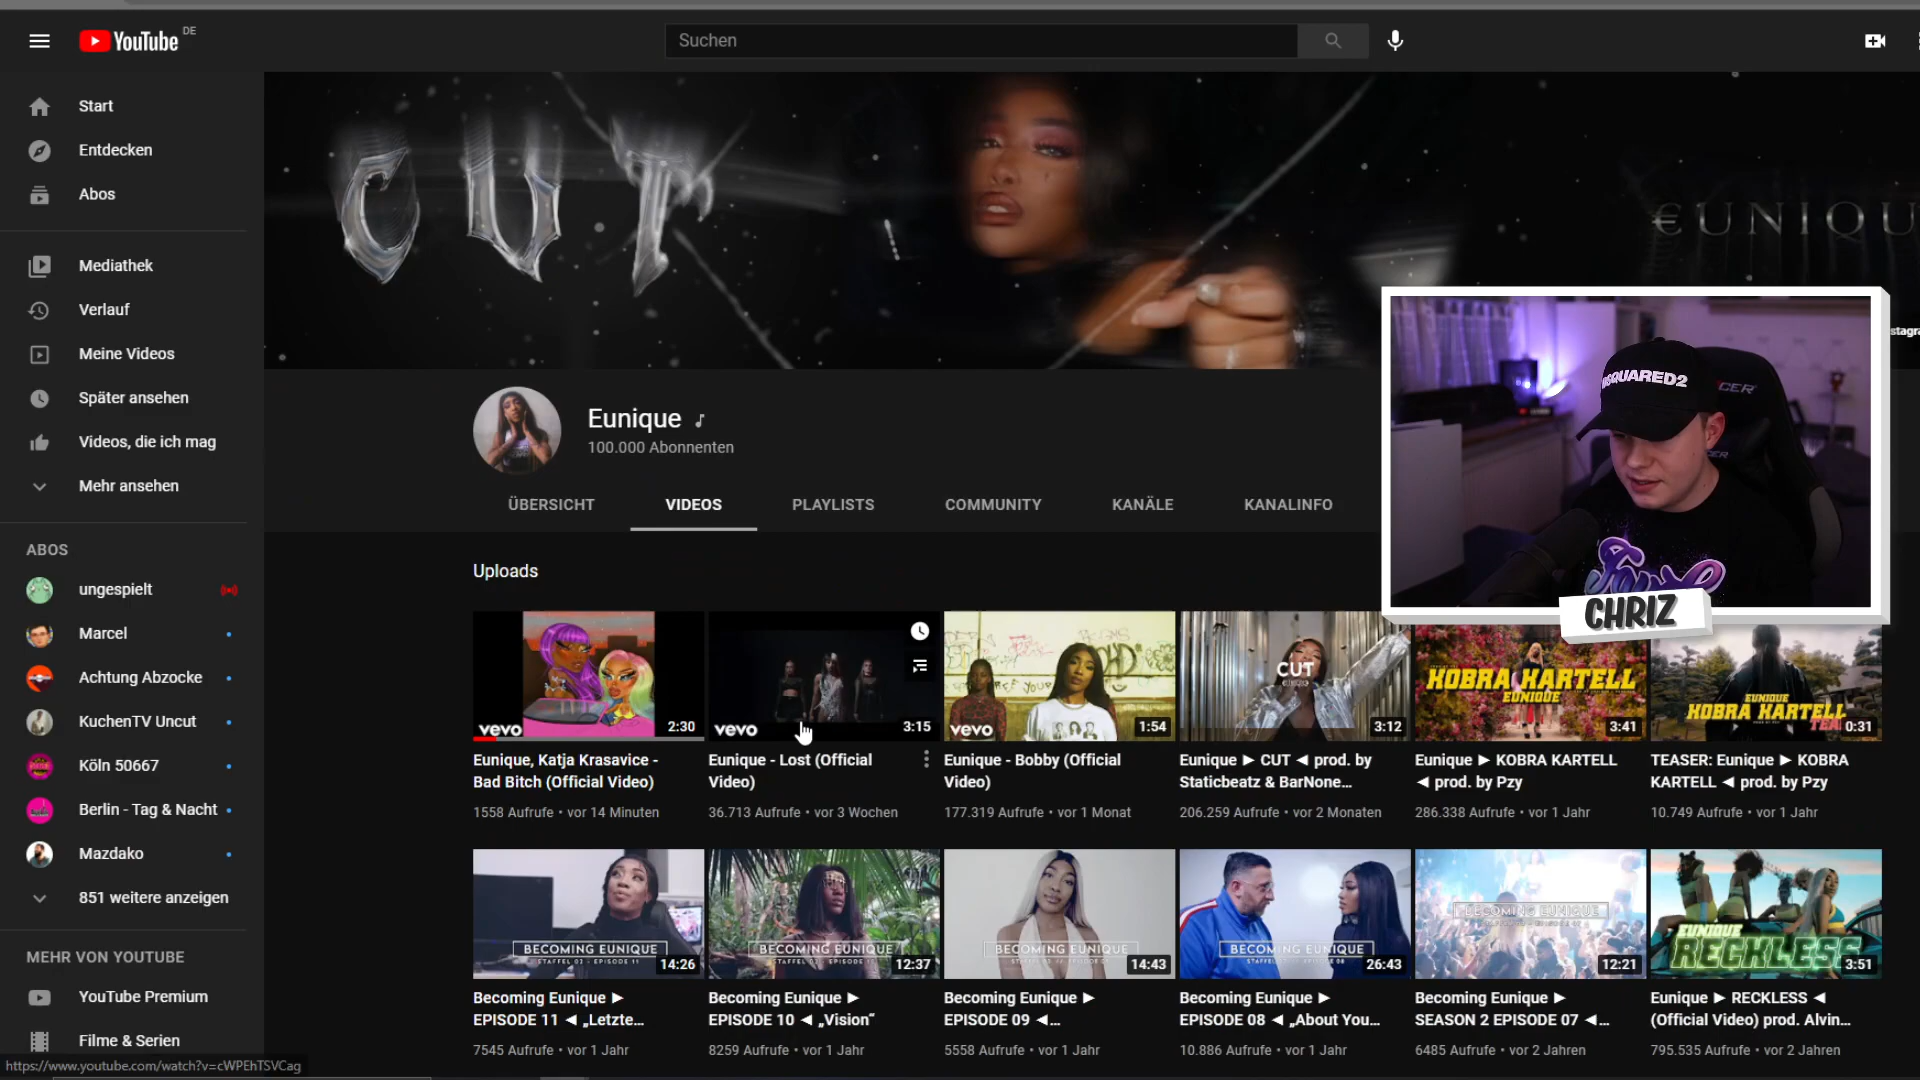 YouTube DE
Suchen
Start
Entdecken
Abos
Mediathek
Verlauf
Meine Videos
Später ansehen
Videos, die ich mag
Mehr ansehen
ABOS
ungespielt
Marcel
Achtung Abzocke
KuchenTV Uncut
Köln 50667
Berlin - Tag & Nacht
Mazdako
851 weitere anzeigen
MEHR VON YOUTUBE
YouTube Premium
Filme & Serien
https://www.youtube.com/watch?v=cWPEhTSVCag
CUT
€UNIQU
stagra
Eunique
100.000 Abonnenten
ÜBERSICHT
VIDEOS
PLAYLISTS
COMMUNITY
KANÄLE
KANALINFO
SQUARED2
CER
CHRIZ
Uploads
vevo 2:30
Eunique, Katja Krasavice -
Bad Bitch (Official Video)
1558 Aufrufe • vor 14 Minuten
vevo 3:15
Eunique - Lost (Official
Video)
36.713 Aufrufe • vor 3 Wochen
vevo 1:54
Eunique - Bobby (Official
Video)
177.319 Aufrufe • vor 1 Monat
CUT
3:12
Eunique ► CUT ◄ prod. by
Staticbeatz & BarNone...
206.259 Aufrufe • vor 2 Monaten
KOBRA KARTELL
EUNIQUE
3:41
Eunique ► KOBRA KARTELL
◄ prod. by Pzy
286.338 Aufrufe • vor 1 Jahr
EUNIQUE
KOBRA KARTELL
0:31
TEASER: Eunique ► KOBRA
KARTELL ◄ prod. by Pzy
10.749 Aufrufe • vor 1 Jahr
BECOMING EUNIQUE
14:26
Becoming Eunique ►
EPISODE 11 ◄ „Letzte...
7545 Aufrufe • vor 1 Jahr
BECOMING EUNIQUE
12:37
Becoming Eunique ►
EPISODE 10 ◄ „Vision“
8259 Aufrufe • vor 1 Jahr
BECOMING EUNIQUE
14:43
Becoming Eunique ►
EPISODE 09 ◄...
5558 Aufrufe • vor 1 Jahr
BECOMING EUNIQUE
26:43
Becoming Eunique ►
EPISODE 08 ◄ „About You...
10.886 Aufrufe • vor 1 Jahr
BECOMING EUNIQUE
12:21
Becoming Eunique ►
SEASON 2 EPISODE 07 ◄...
6485 Aufrufe • vor 2 Jahren
EUNIQUE
RECKLESS
3:51
Eunique ► RECKLESS ◄
(Official Video) prod. Alvin...
795.535 Aufrufe • vor 2 Jahren